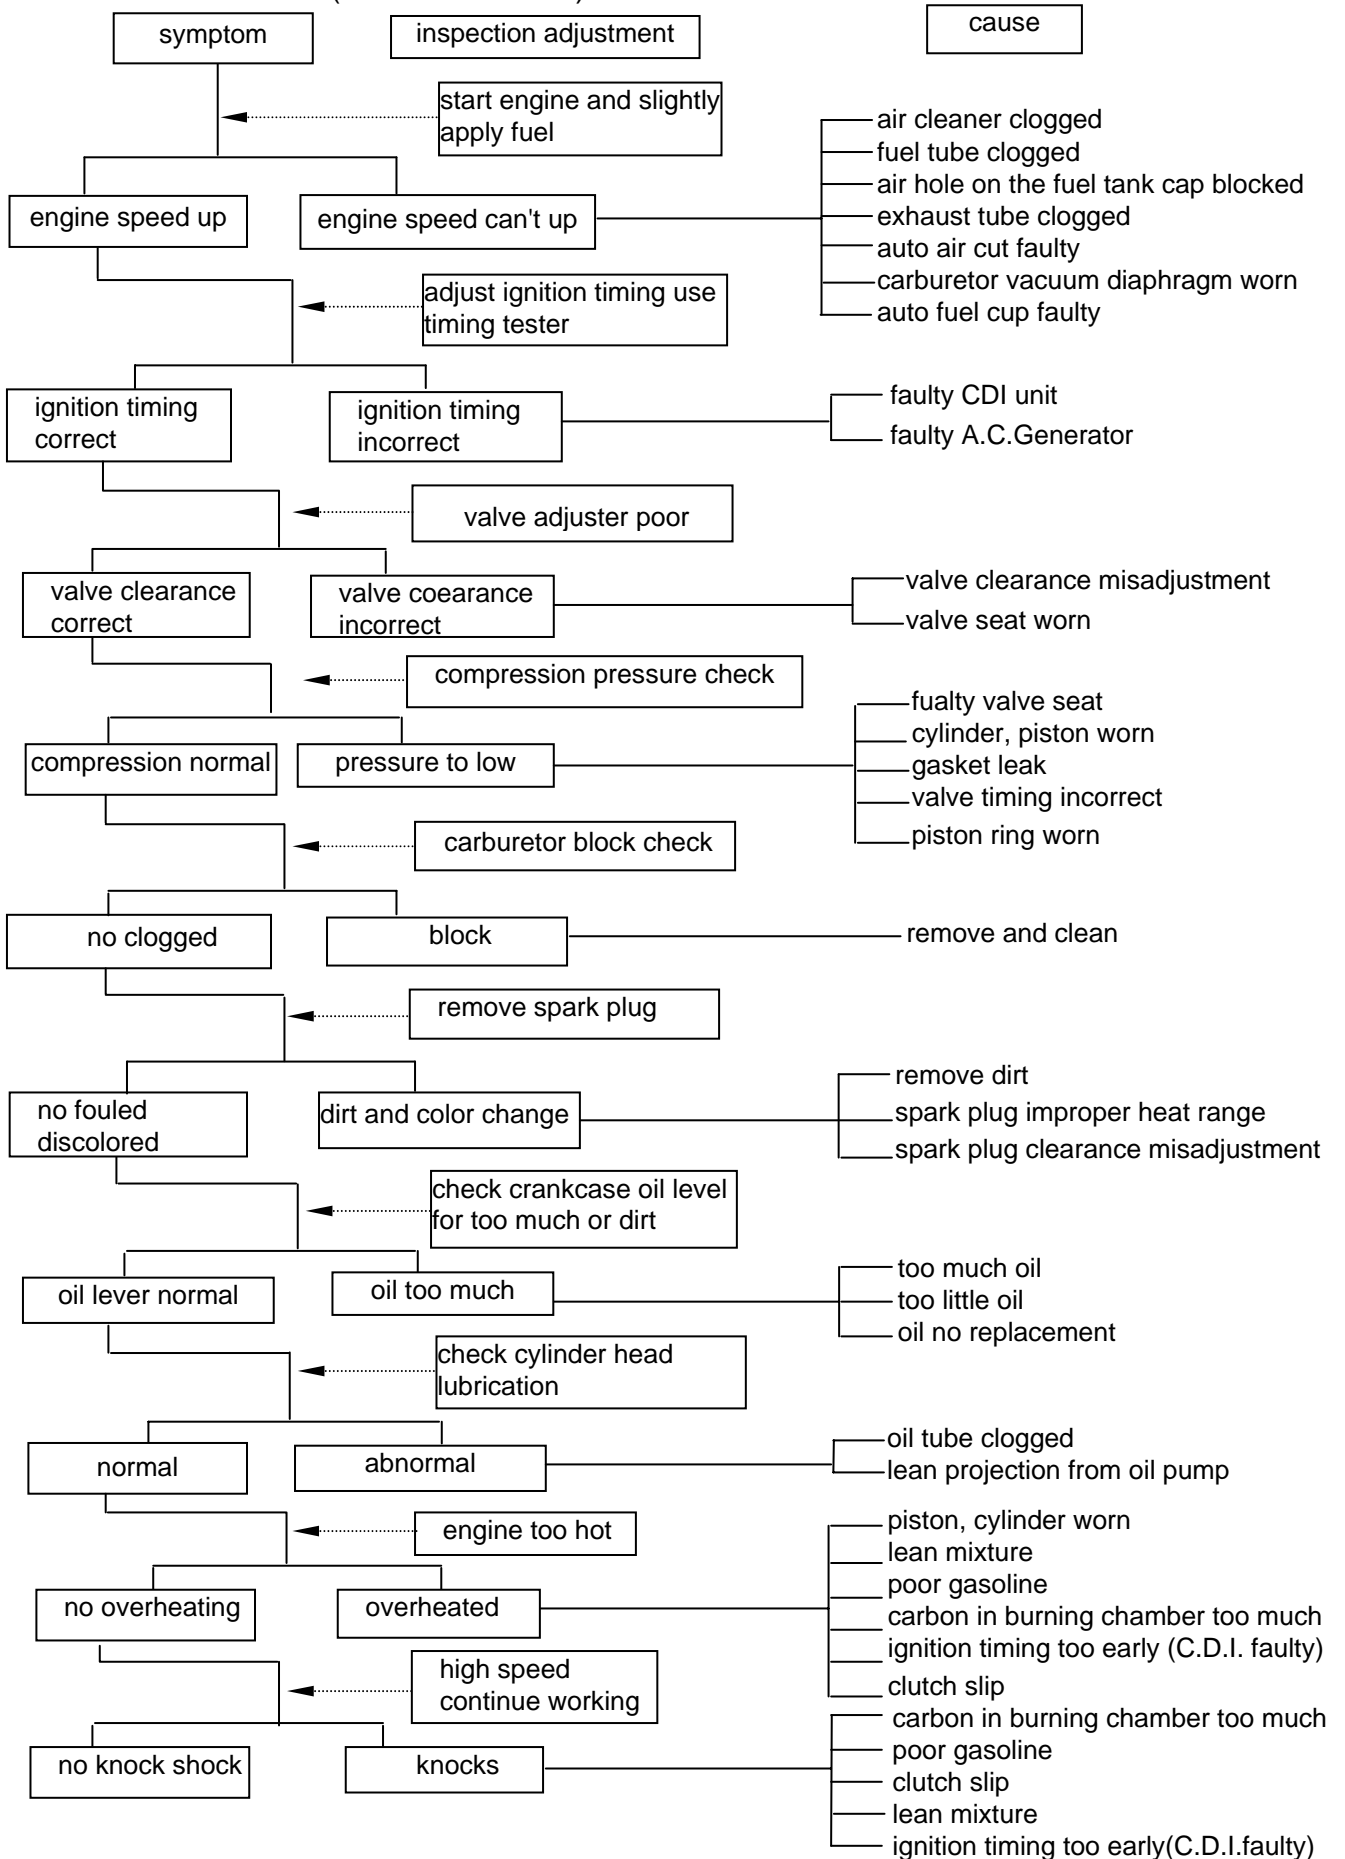 symptom
inspection adjustment
cause
start engine and slightly
apply fuel
engine speed up
engine speed can't up
air cleaner clogged
fuel tube clogged
air hole on the fuel tank cap blocked
exhaust tube clogged
auto air cut faulty
carburetor vacuum diaphragm worn
auto fuel cup faulty
adjust ignition timing use
timing tester
ignition timing
correct
ignition timing
incorrect
faulty CDI unit
faulty A.C.Generator
valve adjuster poor
valve clearance
correct
valve coearance
incorrect
valve clearance misadjustment
valve seat worn
compression pressure check
compression normal
pressure to low
fualty valve seat
cylinder, piston worn
gasket leak
valve timing incorrect
piston ring worn
carburetor block check
no clogged
block
remove and clean
remove spark plug
no fouled
discolored
dirt and color change
remove dirt
spark plug improper heat range
spark plug clearance misadjustment
check crankcase oil level
for too much or dirt
oil lever normal
oil too much
too much oil
too little oil
oil no replacement
check cylinder head
lubrication
normal
abnormal
oil tube clogged
lean projection from oil pump
engine too hot
no overheating
overheated
piston, cylinder worn
lean mixture
poor gasoline
carbon in burning chamber too much
ignition timing too early (C.D.I. faulty)
clutch slip
high speed
continue working
no knock shock
knocks
carbon in burning chamber too much
poor gasoline
clutch slip
lean mixture
ignition timing too early(C.D.I.faulty)